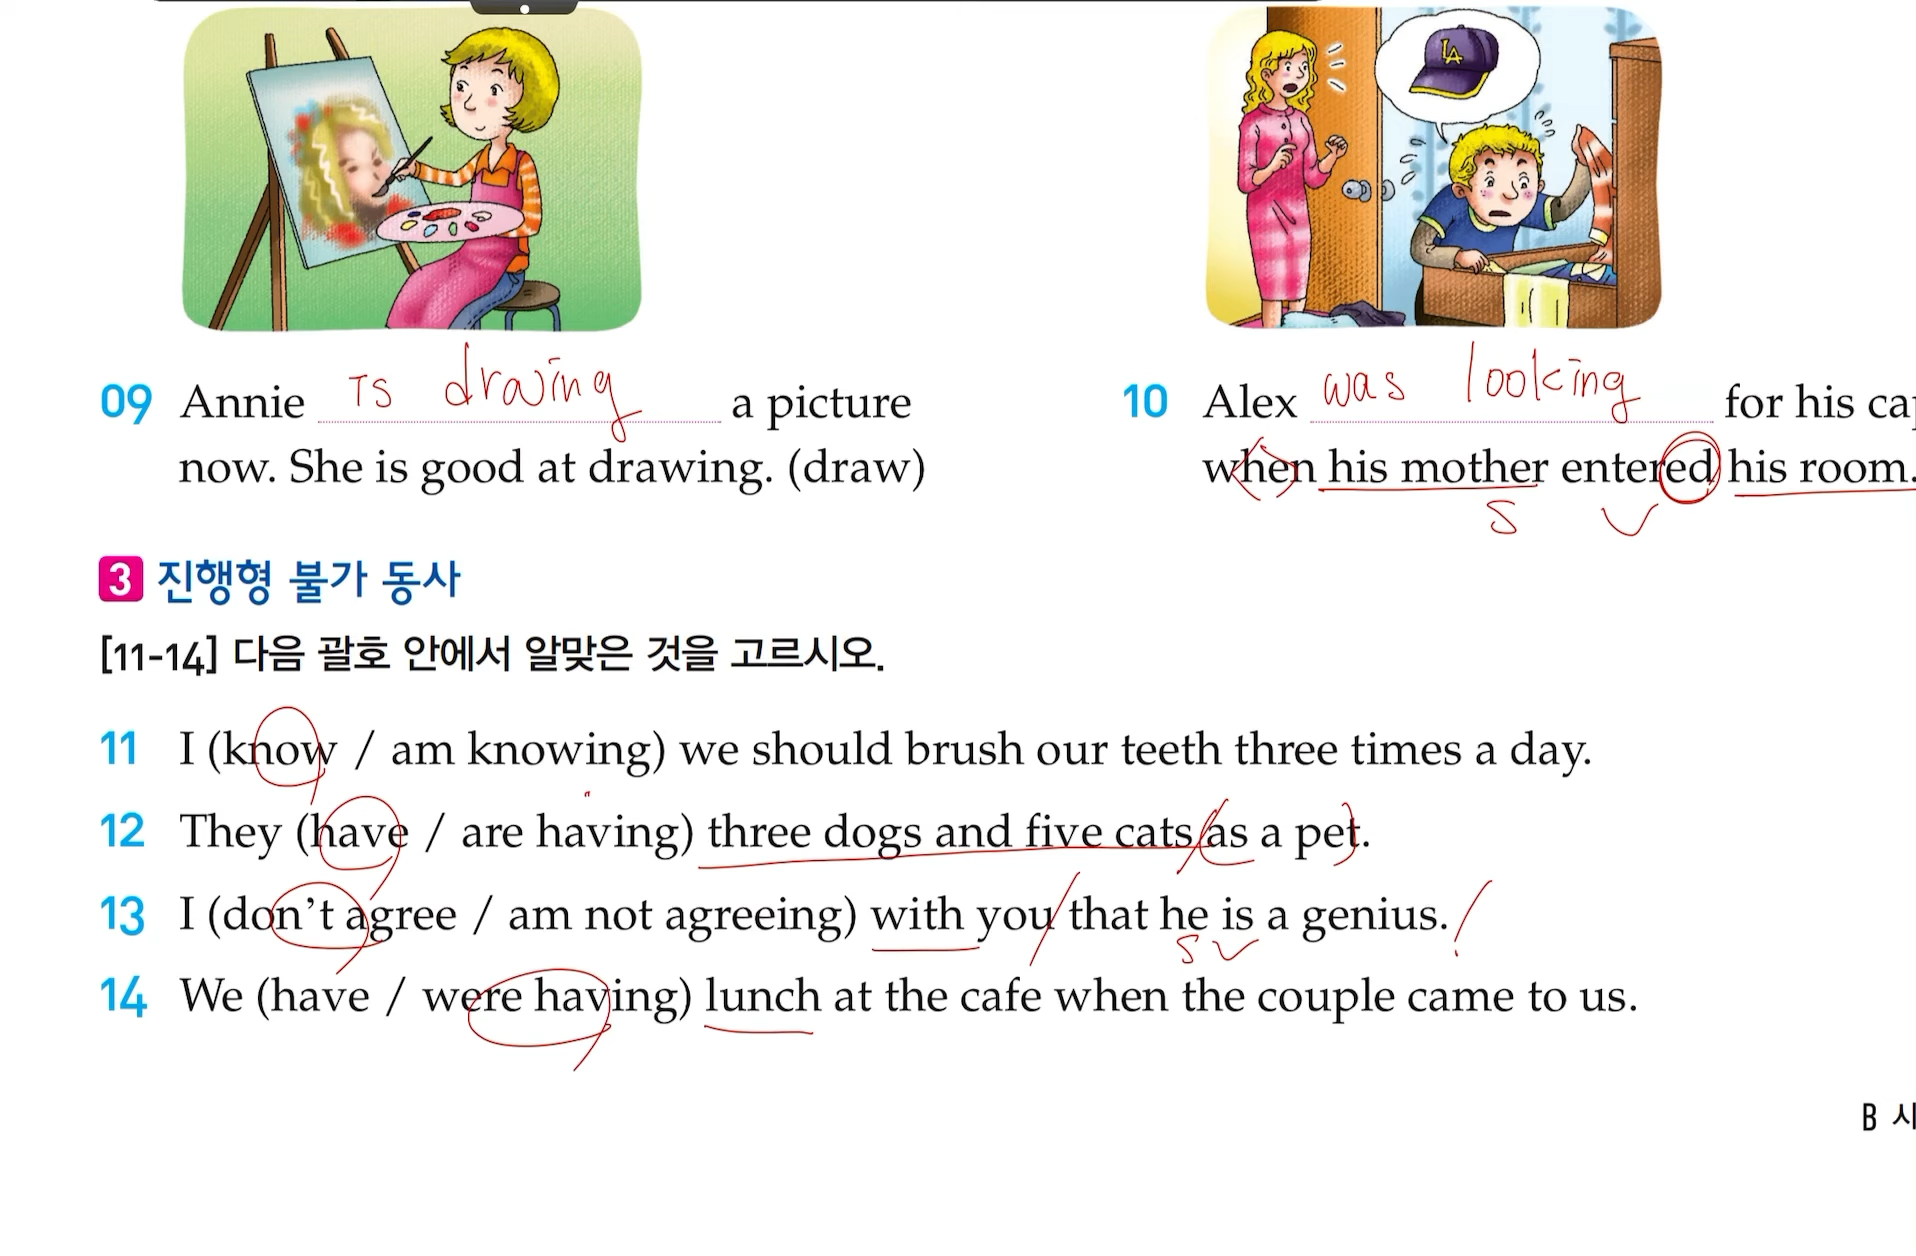 LA
09 Annie is drawing a picture
now. She is good at drawing. (draw)
10 Alex was looking for his ca
when his mother entered his room.
S V
3 진행형 불가 동사
[11-14] 다음 괄호 안에서 알맞은 것을 고르시오.
11 I (know / am knowing) we should brush our teeth three times a day.
12 They (have / are having) three dogs and five cats as a pet.
13 I (don't agree / am not agreeing) with you that he is a genius.
S V
14 We (have / were having) lunch at the cafe when the couple came to us.
B 시